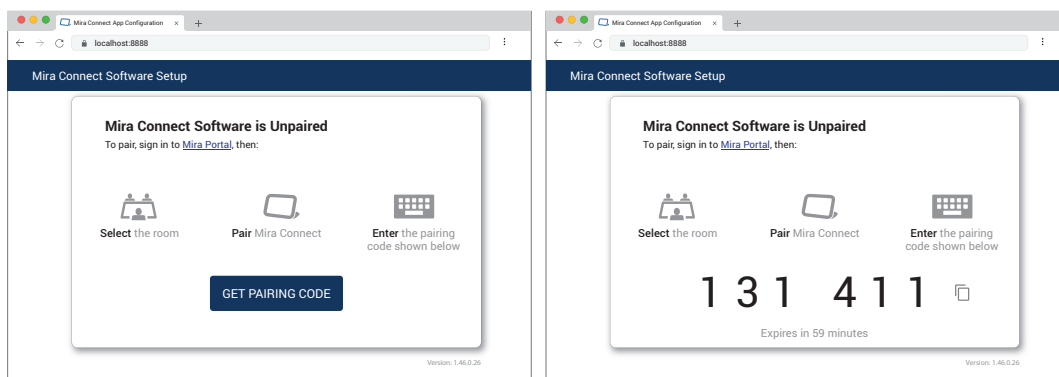 Mira Connect App Configuration
localhost:8888
Mira Connect Software Setup
Mira Connect Software is Unpaired
To pair, sign in to Mira Portal, then:
Select the room
Pair Mira Connect
Enter the pairing
code shown below
GET PAIRING CODE
Version: 1.46.0.26
Mira Connect App Configuration
localhost:8888
Mira Connect Software Setup
Mira Connect Software is Unpaired
To pair, sign in to Mira Portal, then:
Select the room
Pair Mira Connect
Enter the pairing
code shown below
131 411
Expires in 59 minutes
Version: 1.46.0.26